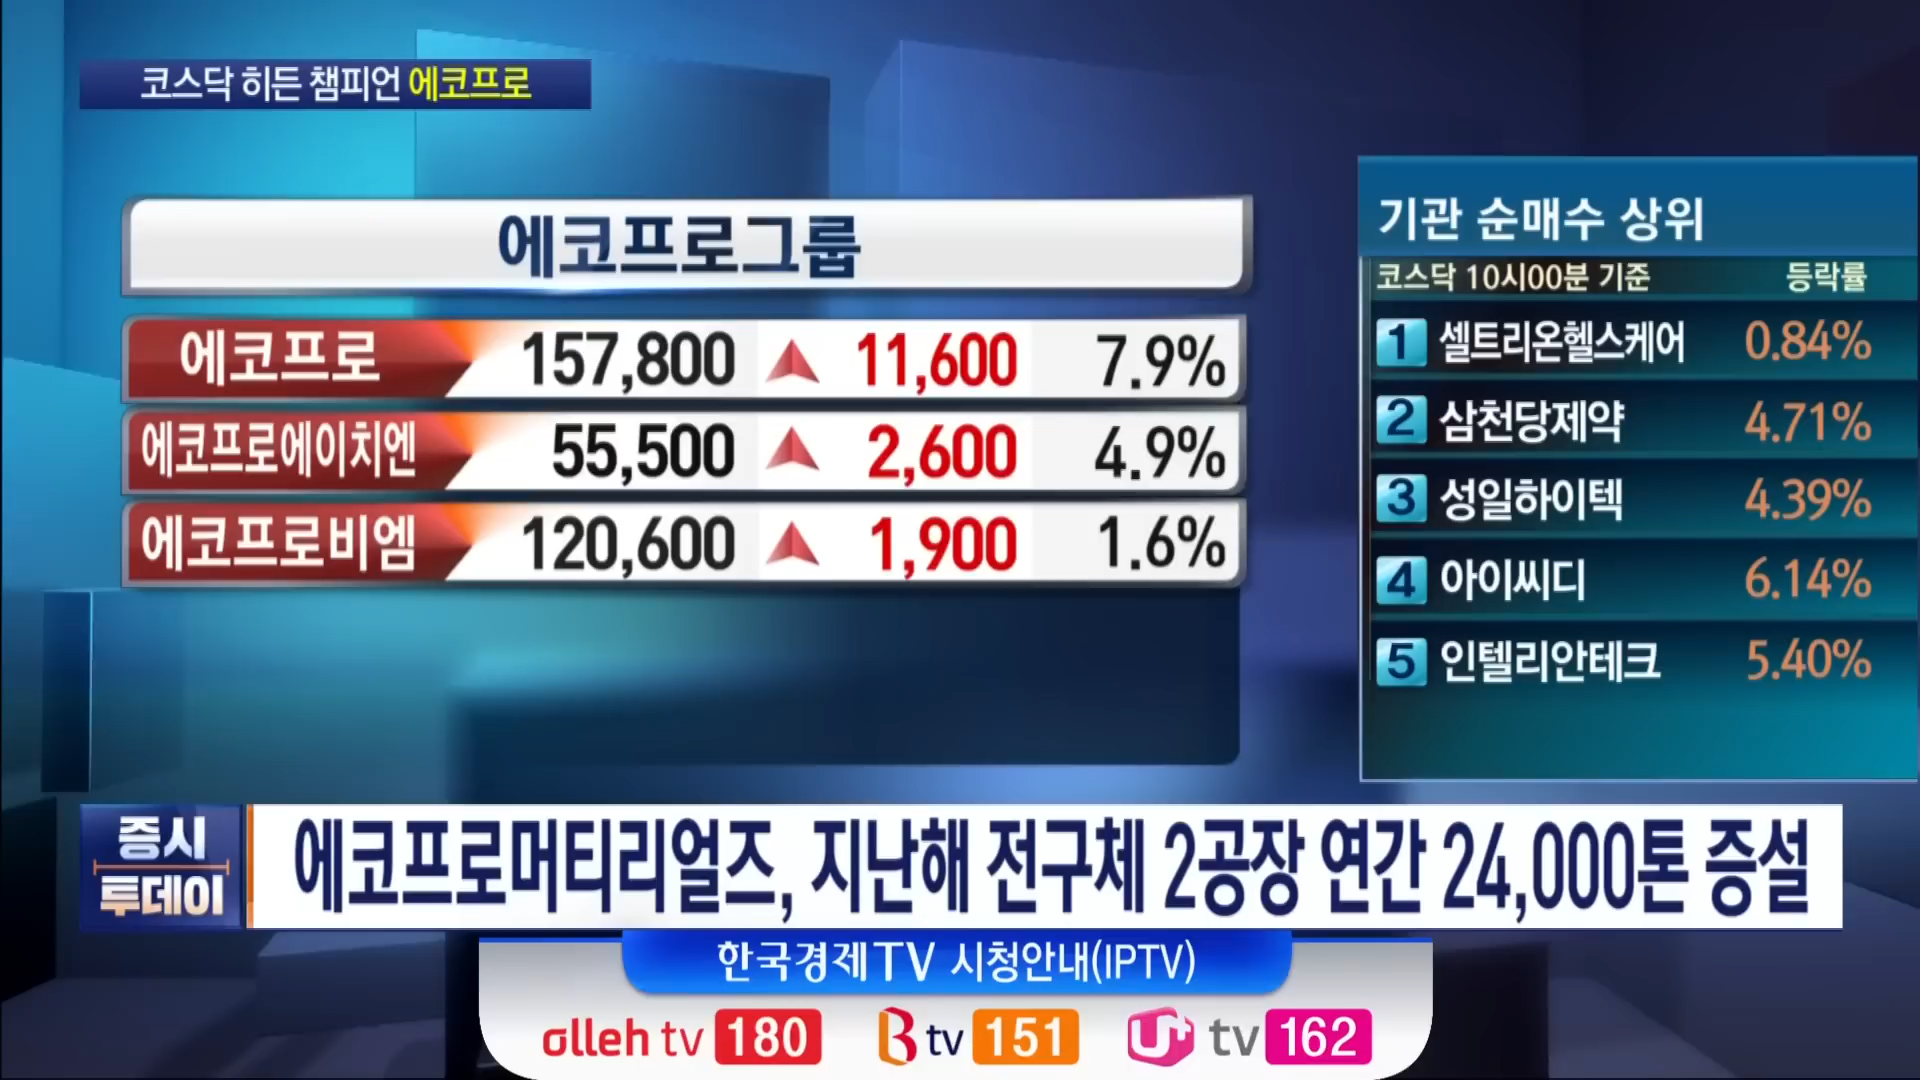 코스닥 히든 챔피언 에코프로
에코프로그룹
에코프로 157,800 ▲ 11,600 7.9%
에코프로에이치엔 55,500 ▲ 2,600 4.9%
에코프로비엠 120,600 ▲ 1,900 1.6%
기관 순매수 상위
코스닥 10시00분 기준 등락률
1 셀트리온헬스케어 0.84%
2 삼천당제약 4.71%
3 성일하이텍 4.39%
4 아이씨디 6.14%
5 인텔리안테크 5.40%
증시
투데이
에코프로머티리얼즈, 지난해 전구체 2공장 연간 24,000톤 증설
한국경제TV 시청안내(IPTV)
olleh tv 180 B tv 151 U+ tv 162